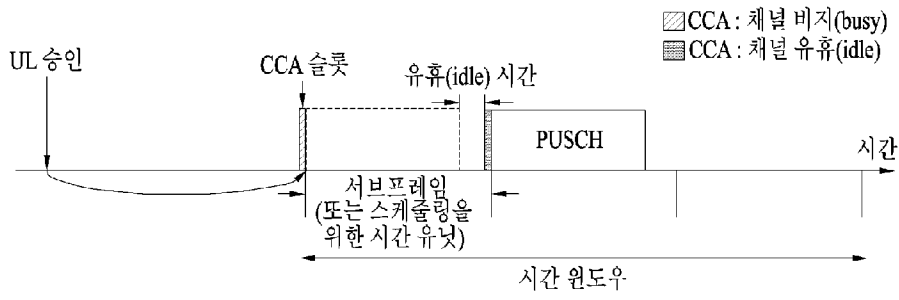 CCA : 채널 비지(busy)
CCA : 채널 유휴(idle)
UL 승인
CCA 슬롯
유휴(idle) 시간
PUSCH
시간
서브프레임
(또는 스케줄링을
위한 시간 유닛)
시간 윈도우